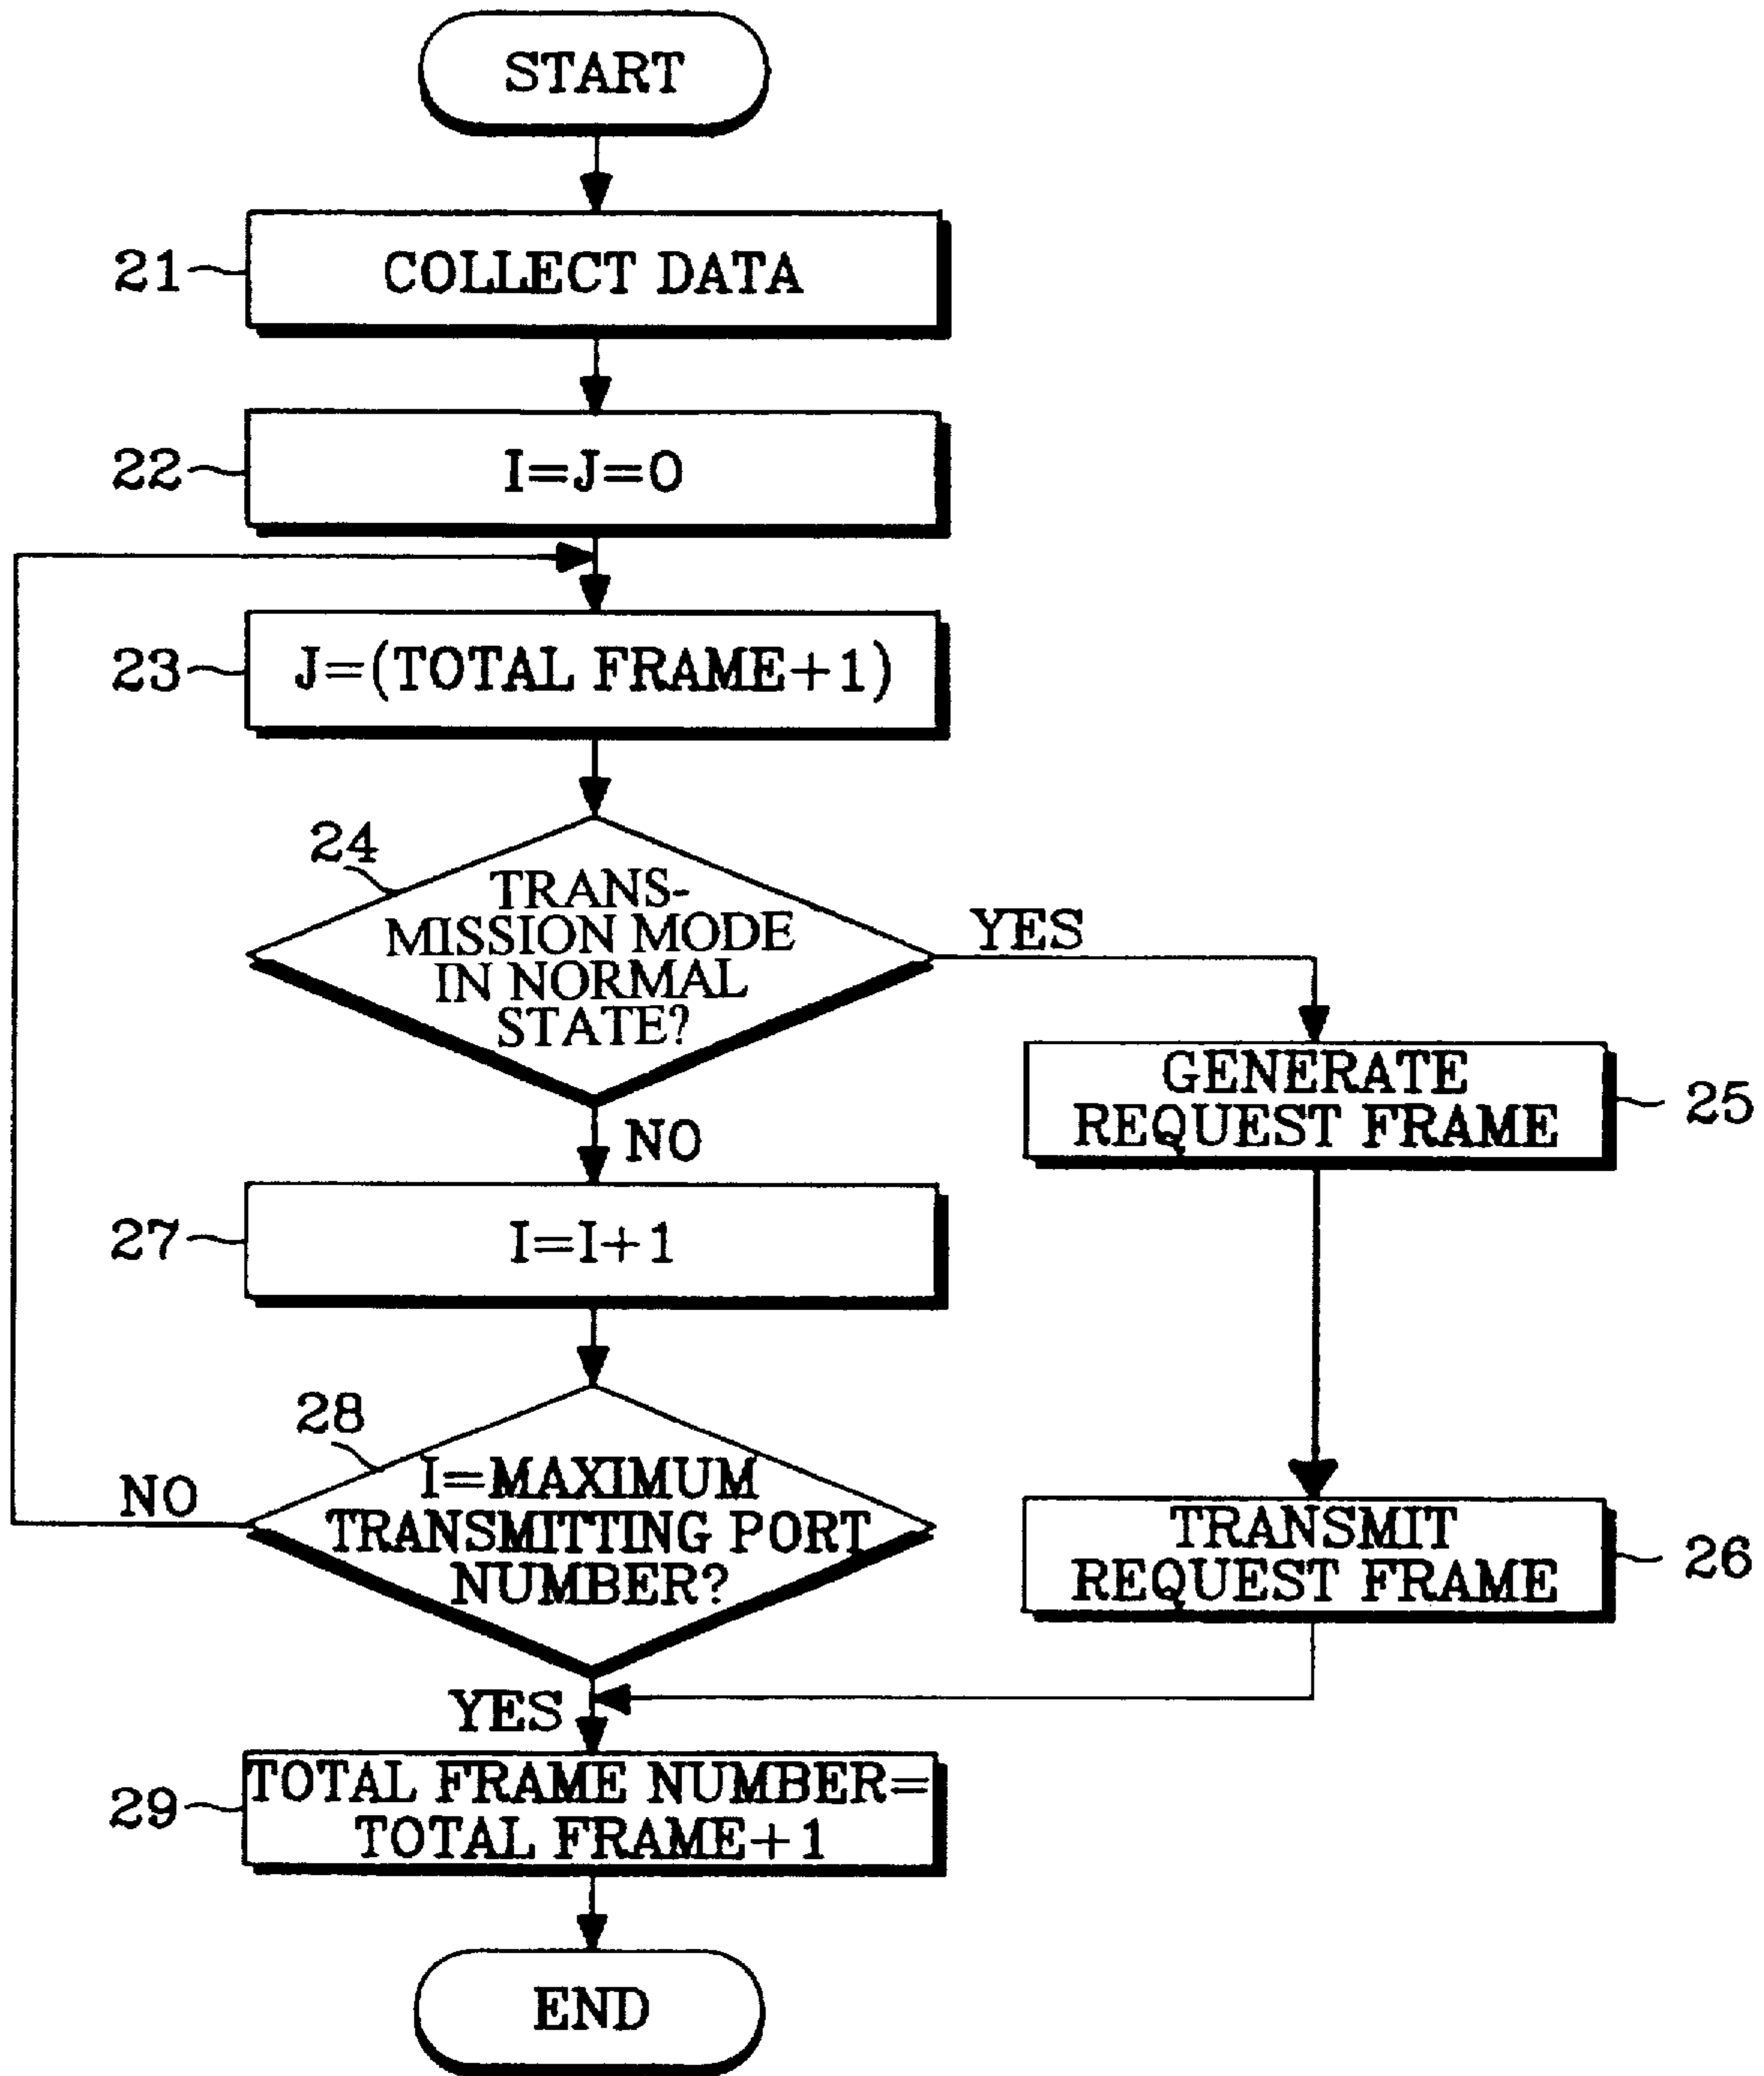 START
21
COLLECT DATA
22
I=J=0
23
J=(TOTAL FRAME+1)
24
TRANS-
MISSION MODE
IN NORMAL
STATE?
YES
GENERATE
REQUEST FRAME
25
NO
27
I=I+1
28
I=MAXIMUM
TRANSMITTING PORT
NUMBER?
NO
TRANSMIT
REQUEST FRAME
26
YES
29
TOTAL FRAME NUMBER=
TOTAL FRAME+1
END